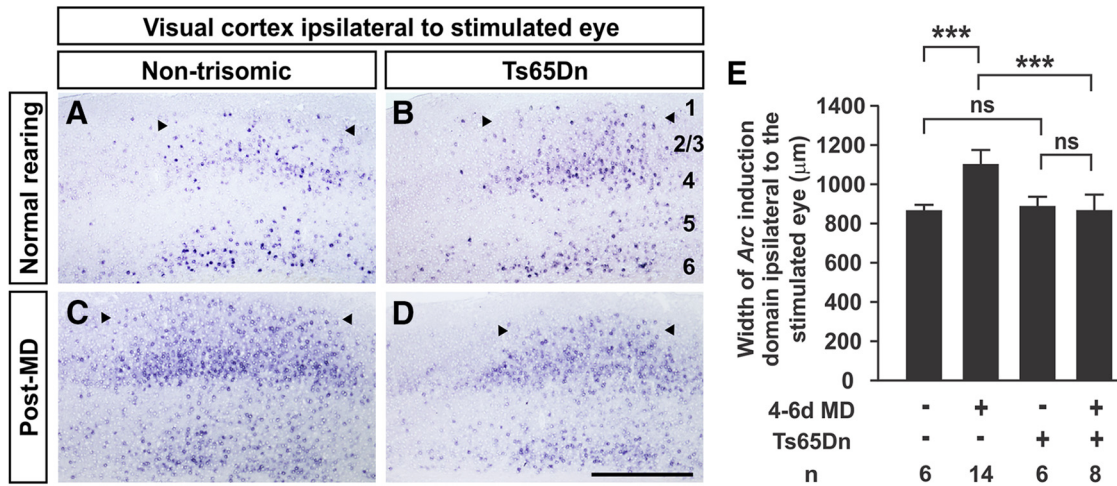 Visual cortex ipsilateral to stimulated eye
Non-trisomic
Ts65Dn
Normal rearing
Post-MD
A
B
1
2/3
4
5
6
C
D
E
***
***
ns
ns
Width of Arc induction
domain ipsilateral to the
stimulated eye (μm)
1400
1200
1000
800
600
400
200
0
4-6d MD - + - +
Ts65Dn - - + +
n 6 14 6 8